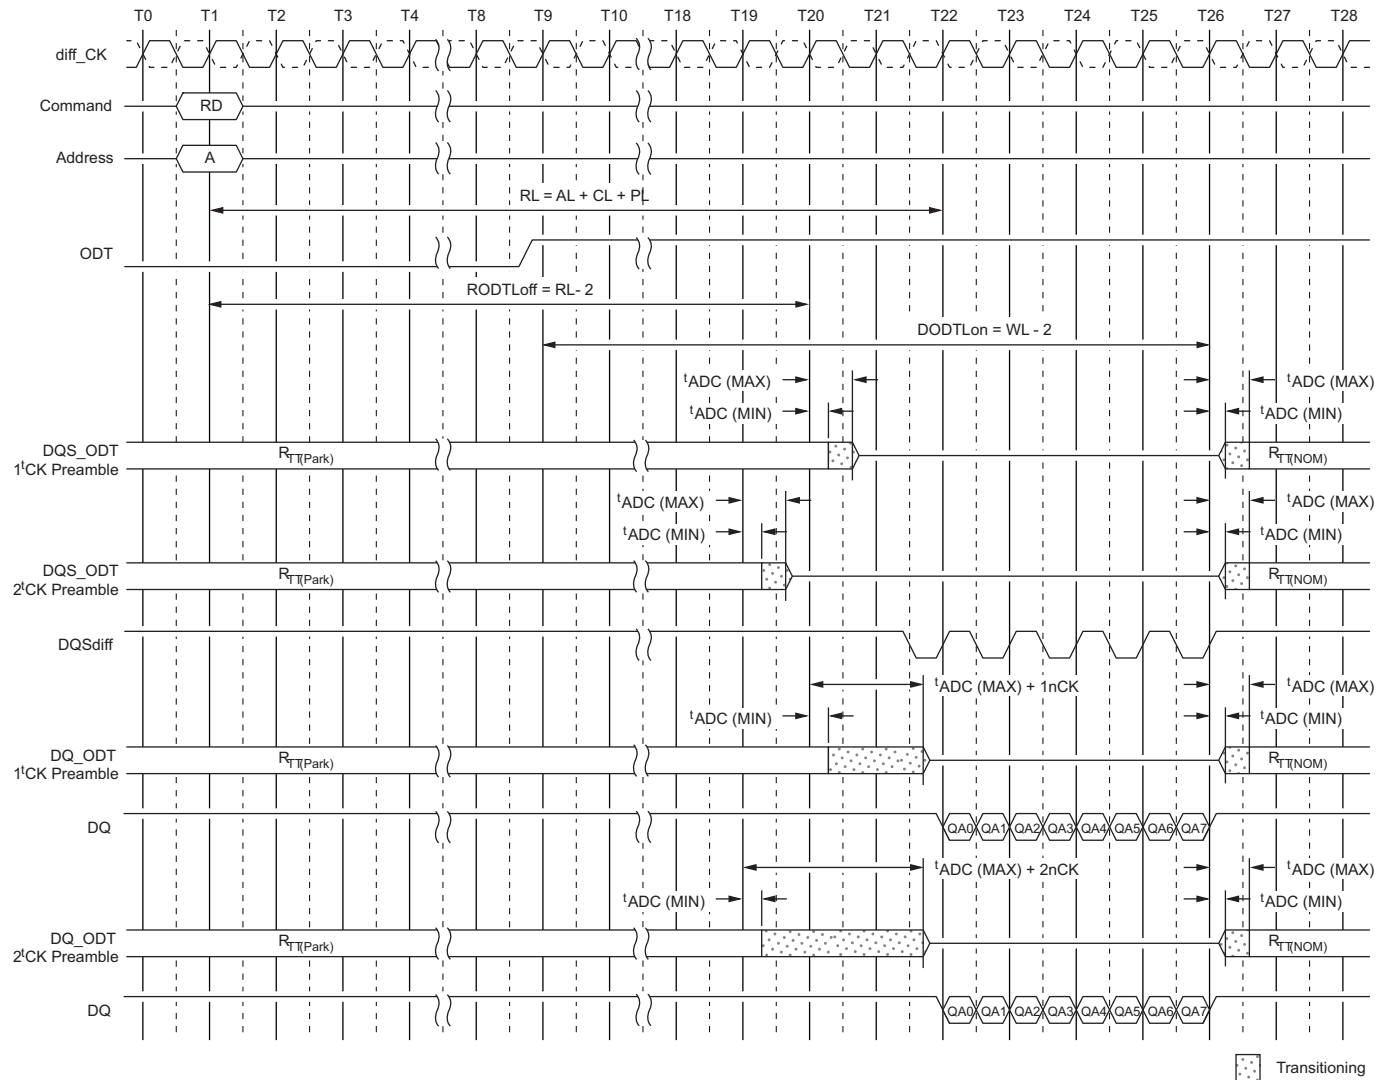 T0 T1 T2 T3 T4 T8 T9 T10 T18 T19 T20 T21 T22 T23 T24 T25 T26 T27 T28
diff_CK
Command RD
Address A
RL = AL + CL + PL
ODT
RODTLoff = RL- 2
DODTLon = WL - 2
tADC (MAX) tADC (MAX)
tADC (MIN) tADC (MIN)
DQS_ODT
1tCK Preamble RTT(Park) RTT(NOM)
tADC (MAX) tADC (MAX)
tADC (MIN) tADC (MIN)
DQS_ODT
2tCK Preamble RTT(Park) RTT(NOM)
DQSdiff
tADC (MAX) + 1nCK tADC (MAX)
tADC (MIN) tADC (MIN)
DQ_ODT
1tCK Preamble RTT(Park) RTT(NOM)
DQ QA0 QA1 QA2 QA3 QA4 QA5 QA6 QA7
tADC (MAX) + 2nCK tADC (MAX)
tADC (MIN) tADC (MIN)
DQ_ODT
2tCK Preamble RTT(Park) RTT(NOM)
DQ QA0 QA1 QA2 QA3 QA4 QA5 QA6 QA7
Transitioning